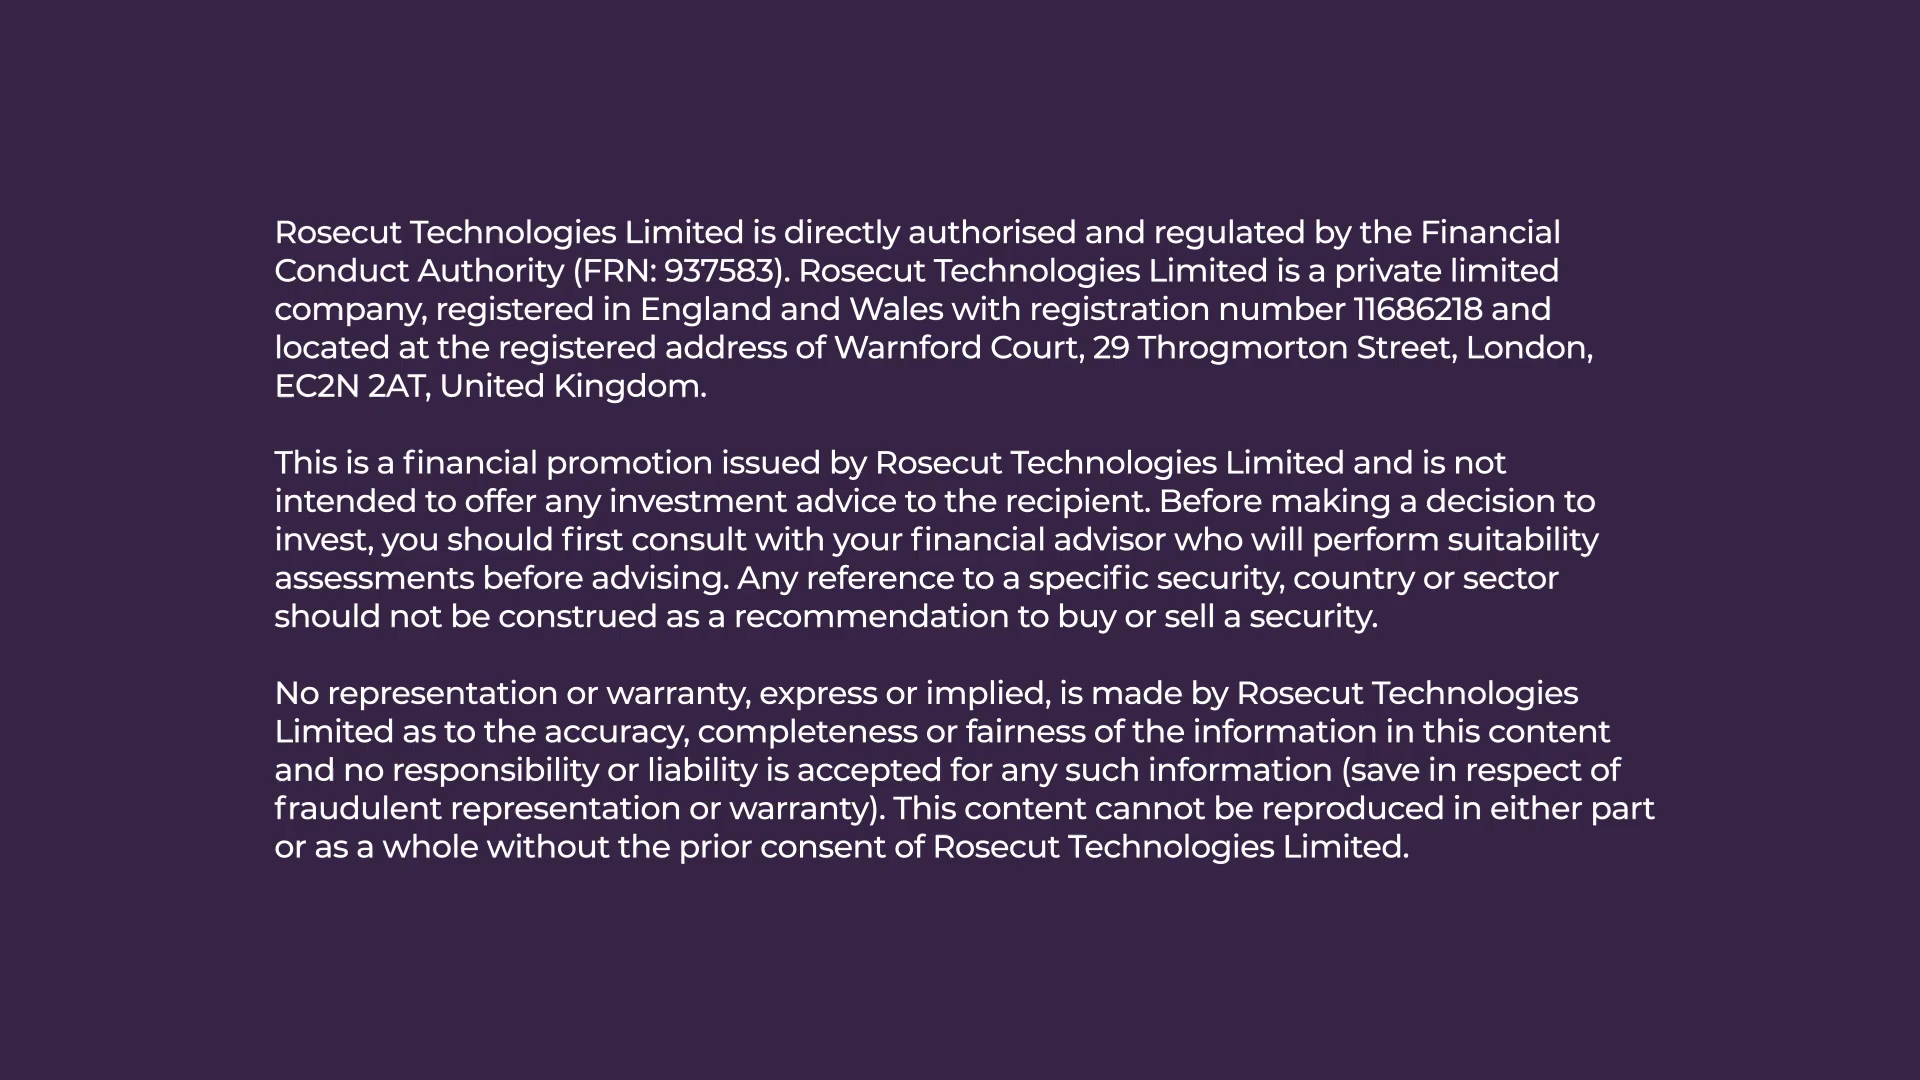 Rosecut Technologies Limited is directly authorised and regulated by the Financial
Conduct Authority (FRN: 937583). Rosecut Technologies Limited is a private limited
company, registered in England and Wales with registration number 11686218 and
located at the registered address of Warnford Court, 29 Throgmorton Street, London,
EC2N 2AT, United Kingdom.
This is a financial promotion issued by Rosecut Technologies Limited and is not
intended to offer any investment advice to the recipient. Before making a decision to
invest, you should first consult with your financial advisor who will perform suitability
assessments before advising. Any reference to a specific security, country or sector
should not be construed as a recommendation to buy or sell a security.
No representation or warranty, express or implied, is made by Rosecut Technologies
Limited as to the accuracy, completeness or fairness of the information in this content
and no responsibility or liability is accepted for any such information (save in respect of
fraudulent representation or warranty). This content cannot be reproduced in either part
or as a whole without the prior consent of Rosecut Technologies Limited.